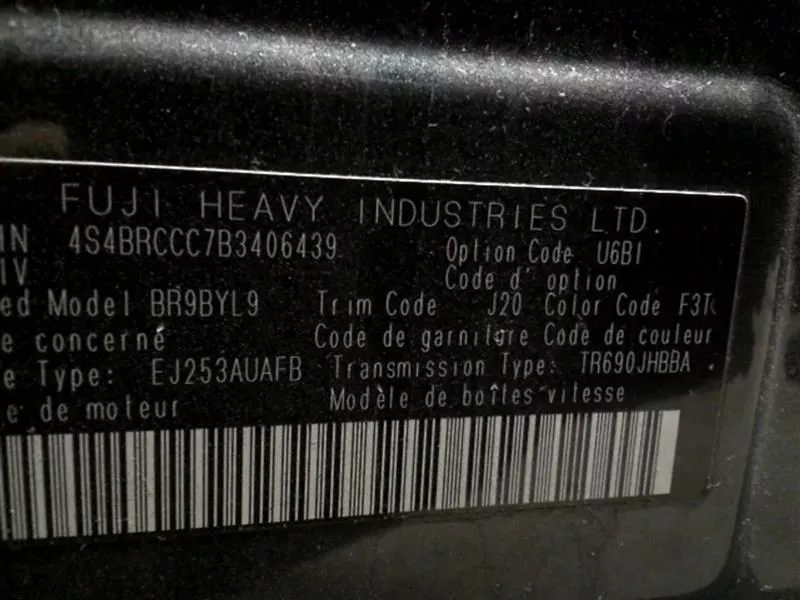 FUJI HEAVY INDUSTRIES LTD.
IN 4S4BRCCC7B3406439 Option Code U6BI
IV Code d' option
ed Model BR9BYL9 Trim Code J20 Color Code F3T
e concerné Code de garniture Code de couleur
e Type: EJ253AUAFB Transmission Type: TR690JHBBA
e de moteur Modèle de boîtes vitesse